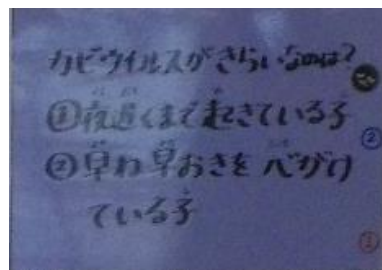 カビウイルスがきらいなのは?
①夜遅くまで起きている子
②早ね早おきを心がけ
ている子
②
①